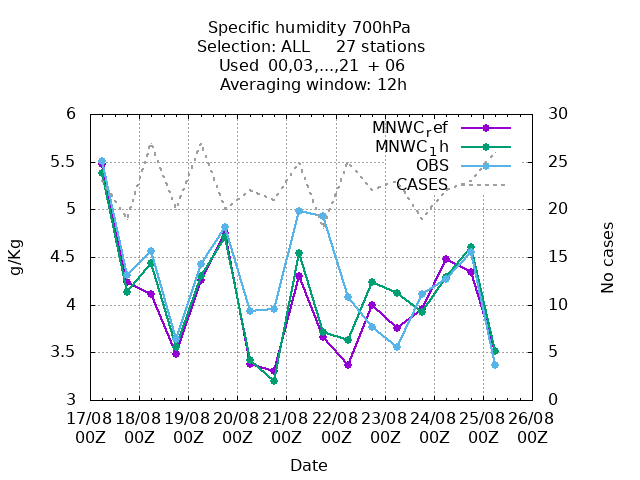 Specific humidity 700hPa
Selection: ALL 27 stations
Used 00,03,...,21 + 06
Averaging window: 12h
6
5.5
5
4.5
4
3.5
3
g/Kg
30
25
20
15
10
5
0
No cases
MNWC_ref
MNWC_1h
OBS
CASES
17/08 18/08 19/08 20/08 21/08 22/08 23/08 24/08 25/08 26/08
00Z 00Z 00Z 00Z 00Z 00Z 00Z 00Z 00Z 00Z
Date